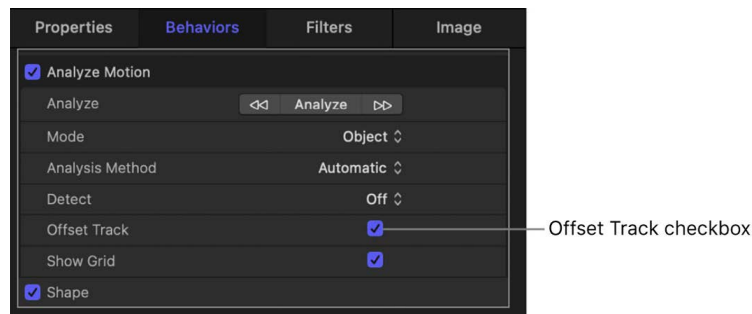 Properties Behaviors Filters Image
Analyze Motion
Analyze Analyze
Mode Object
Analysis Method Automatic
Detect Off
Offset Track Offset Track checkbox
Show Grid
Shape